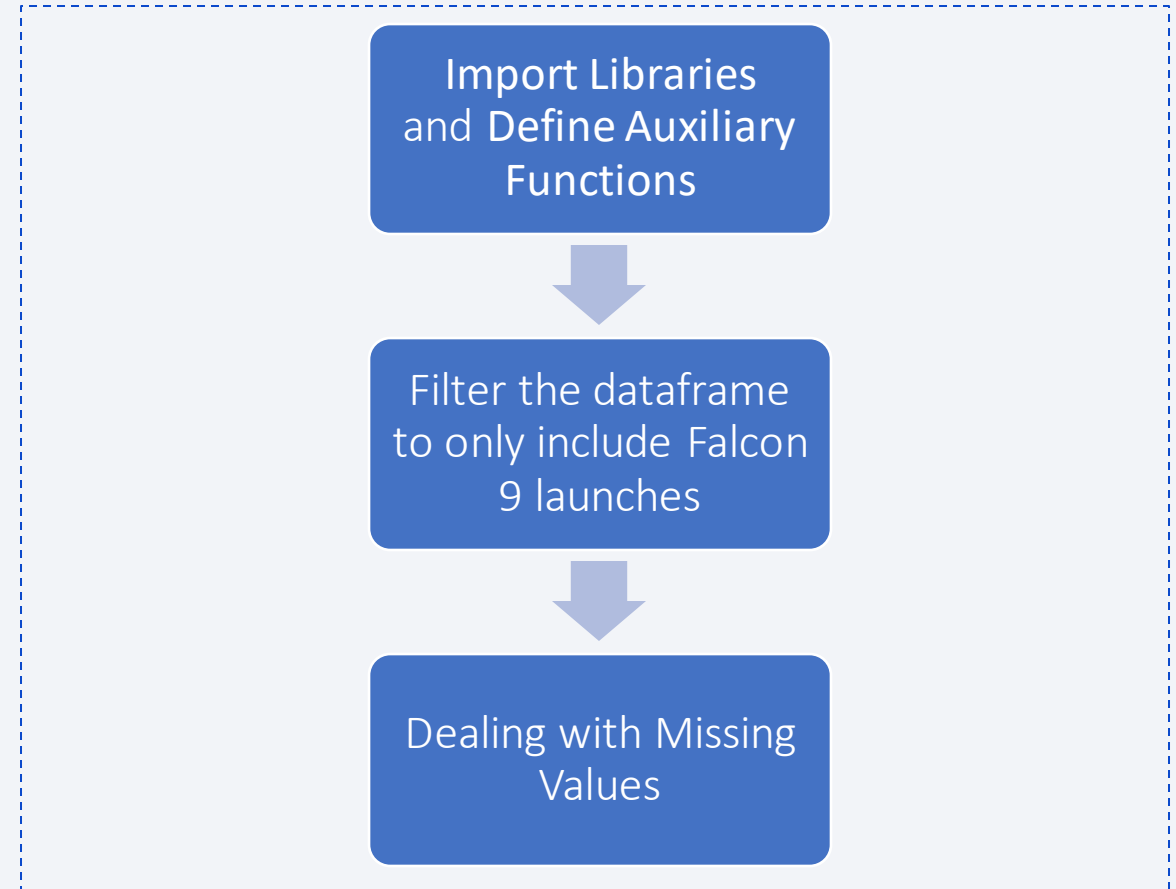 Import Libraries
and Define Auxiliary
Functions
Filter the dataframe
to only include Falcon
9 launches
Dealing with Missing
Values